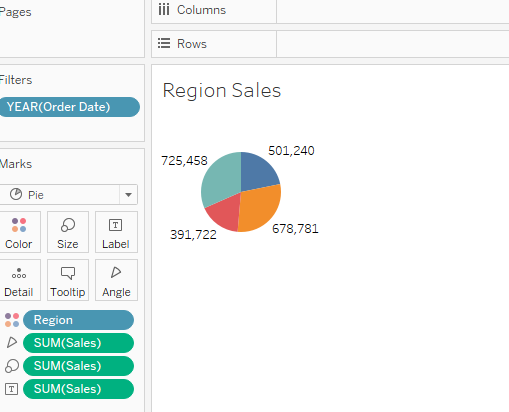 Pages
Columns
Rows
Filters
YEAR(Order Date)
Marks
Pie
Color
Size
Label
Detail
Tooltip
Angle
Region
SUM(Sales)
SUM(Sales)
SUM(Sales)
Region Sales
725,458
501,240
391,722
678,781